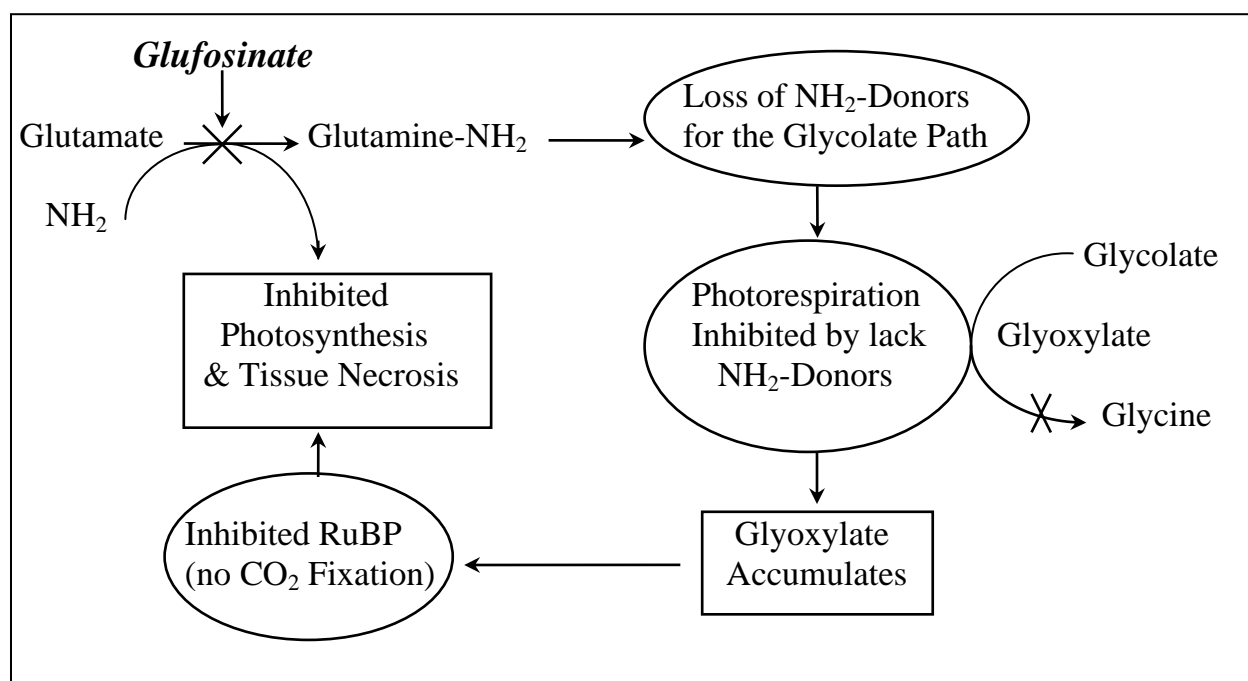 Glufosinate
Glutamate
Glutamine-NH₂
NH₂
Loss of NH₂-Donors
for the Glycolate Path
Photorespiration
Inhibited by lack
NH₂-Donors
Glycolate
Glyoxylate
Glycine
Glyoxylate
Accumulates
Inhibited RuBP
(no CO₂ Fixation)
Inhibited
Photosynthesis
& Tissue Necrosis